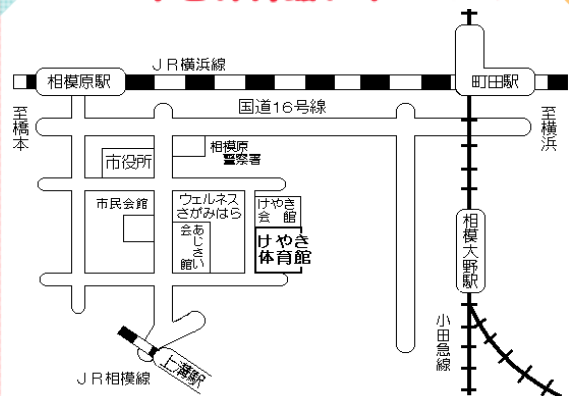 JR横浜線
相模原駅
町田駅
至橋本
国道16号線
至横浜
市役所
相模原
警察署
市民会館
ウェルネス
さがみはら
けやき
会館
あじさい
会館
けやき
体育館
相模大野駅
小田急線
上溝駅
JR相模線